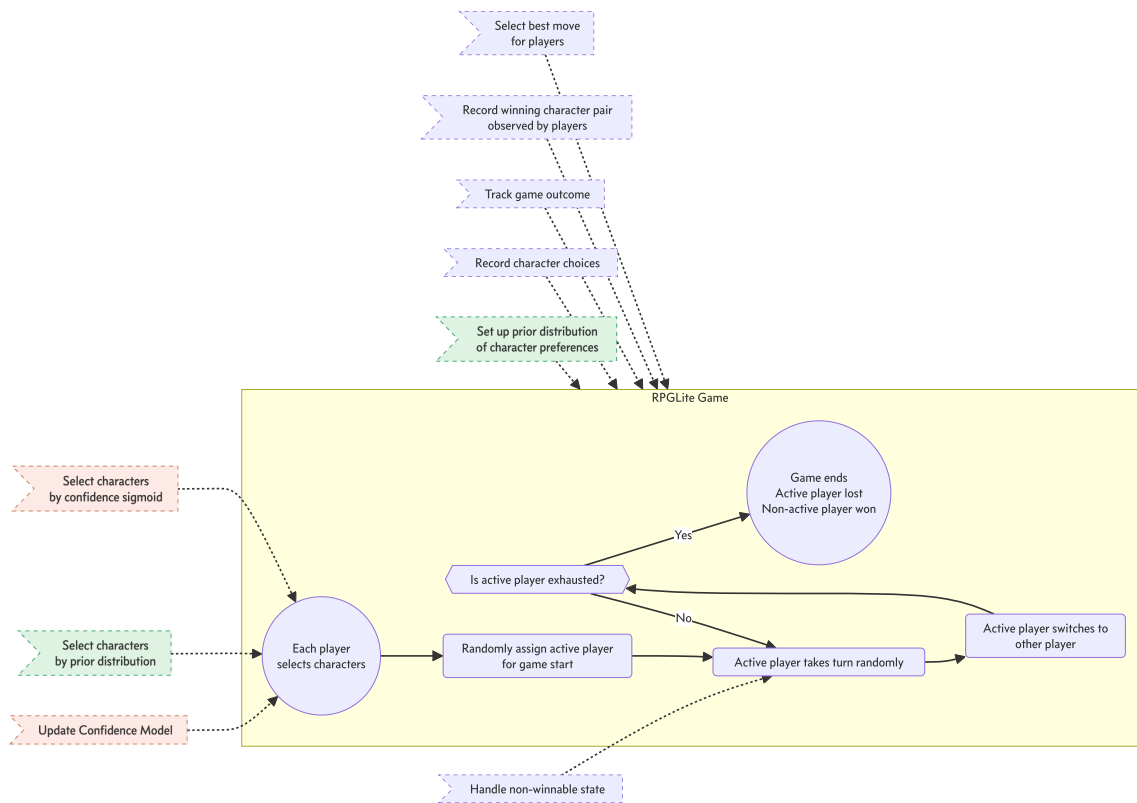 Select best move
for players
Record winning character pair
observed by players
Track game outcome
Record character choices
Set up prior distribution
of character preferences
RPGLite Game
Select characters
by confidence sigmoid
Game ends
Active player lost
Non-active player won
Yes
Is active player exhausted?
No
Select characters
by prior distribution
Each player
selects characters
Randomly assign active player
for game start
Active player takes turn randomly
Active player switches to
other player
Update Confidence Model
Handle non-winnable state